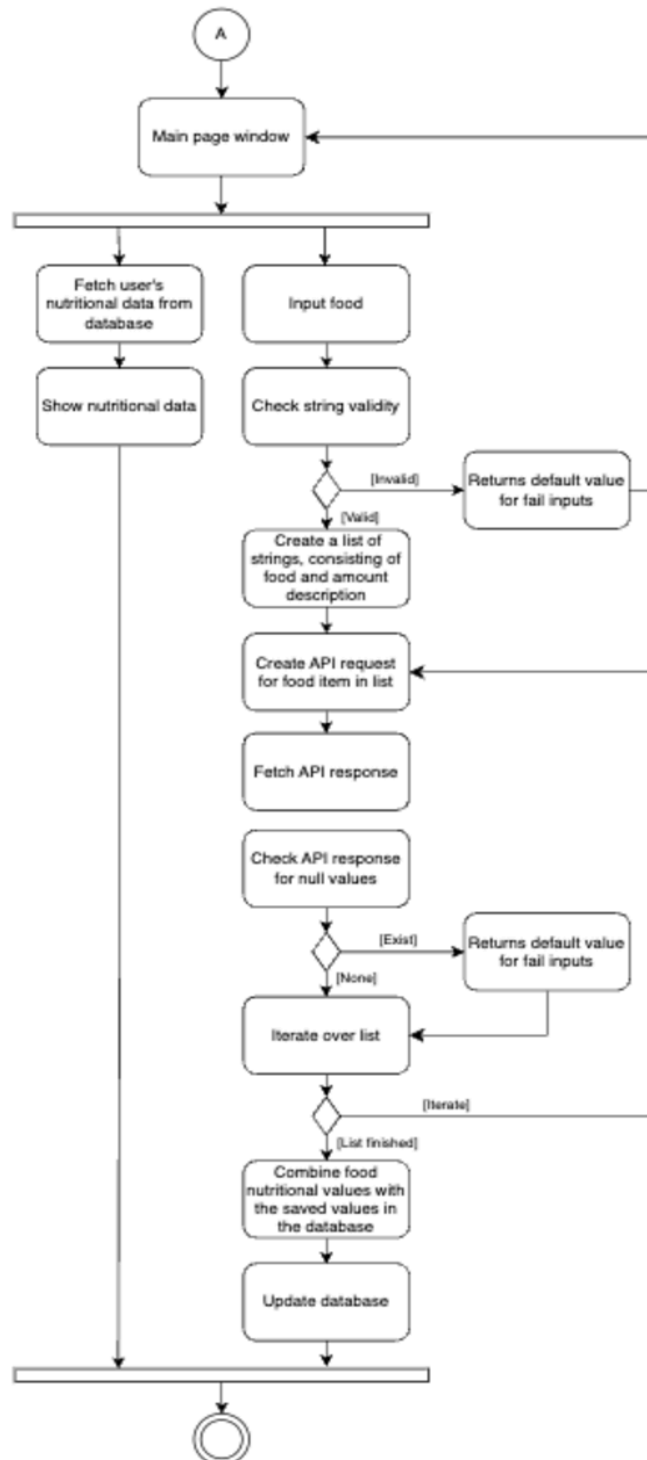 A
Main page window
Fetch user's
nutritional data from
database
Input food
Show nutritional data
Check string validity
[Invalid]
Returns default value
for fail inputs
[Valid]
Create a list of
strings, consisting of
food and amount
description
Create API request
for food item in list
Fetch API response
Check API response
for null values
[Exist]
Returns default value
for fail inputs
[None]
Iterate over list
[Iterate]
[List finished]
Combine food
nutritional values with
the saved values in
the database
Update database